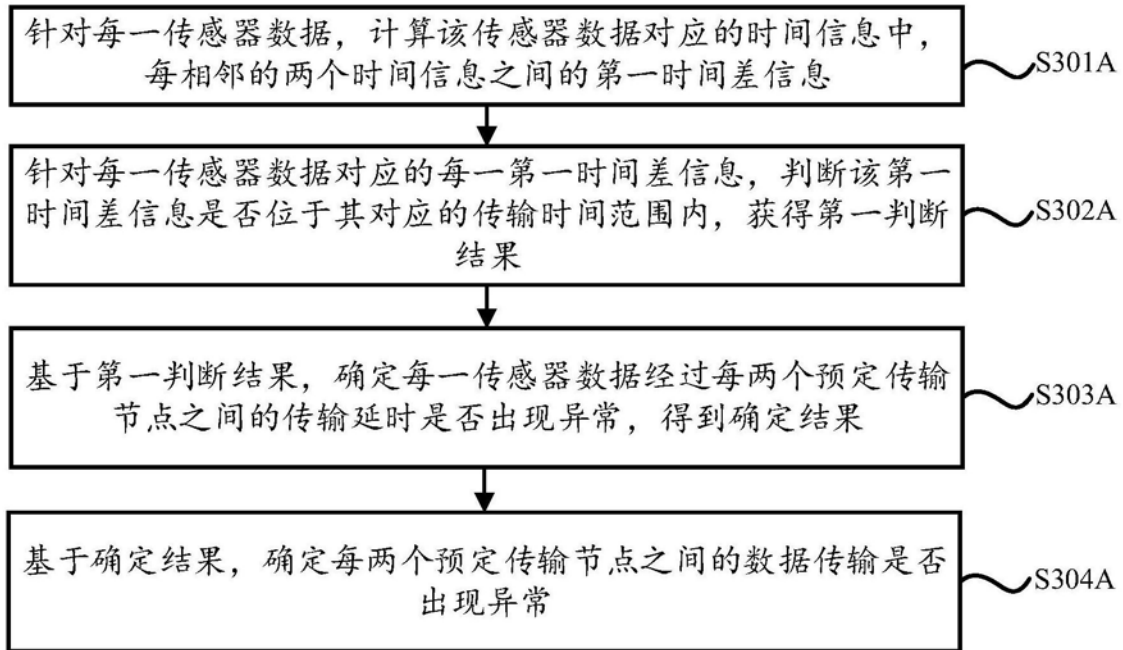 针对每一传感器数据，计算该传感器数据对应的时间信息中，
每相邻的两个时间信息之间的第一时间差信息
S301A
针对每一传感器数据对应的每一第一时间差信息，判断该第一
时间差信息是否位于其对应的传输时间范围内，获得第一判断
结果
S302A
基于第一判断结果，确定每一传感器数据经过每两个预定传输
节点之间的传输延时是否出现异常，得到确定结果
S303A
基于确定结果，确定每两个预定传输节点之间的数据传输是否
出现异常
S304A